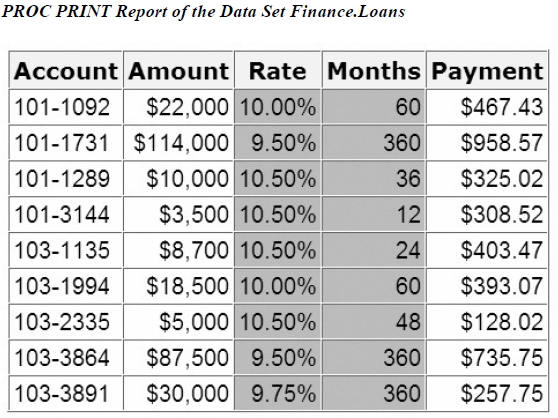 PROC PRINT Report of the Data Set Finance.Loans
Account Amount Rate Months Payment
101-1092 $22,000 10.00% 60 $467.43
101-1731 $114,000 9.50% 360 $958.57
101-1289 $10,000 10.50% 36 $325.02
101-3144 $3,500 10.50% 12 $308.52
103-1135 $8,700 10.50% 24 $403.47
103-1994 $18,500 10.00% 60 $393.07
103-2335 $5,000 10.50% 48 $128.02
103-3864 $87,500 9.50% 360 $735.75
103-3891 $30,000 9.75% 360 $257.75